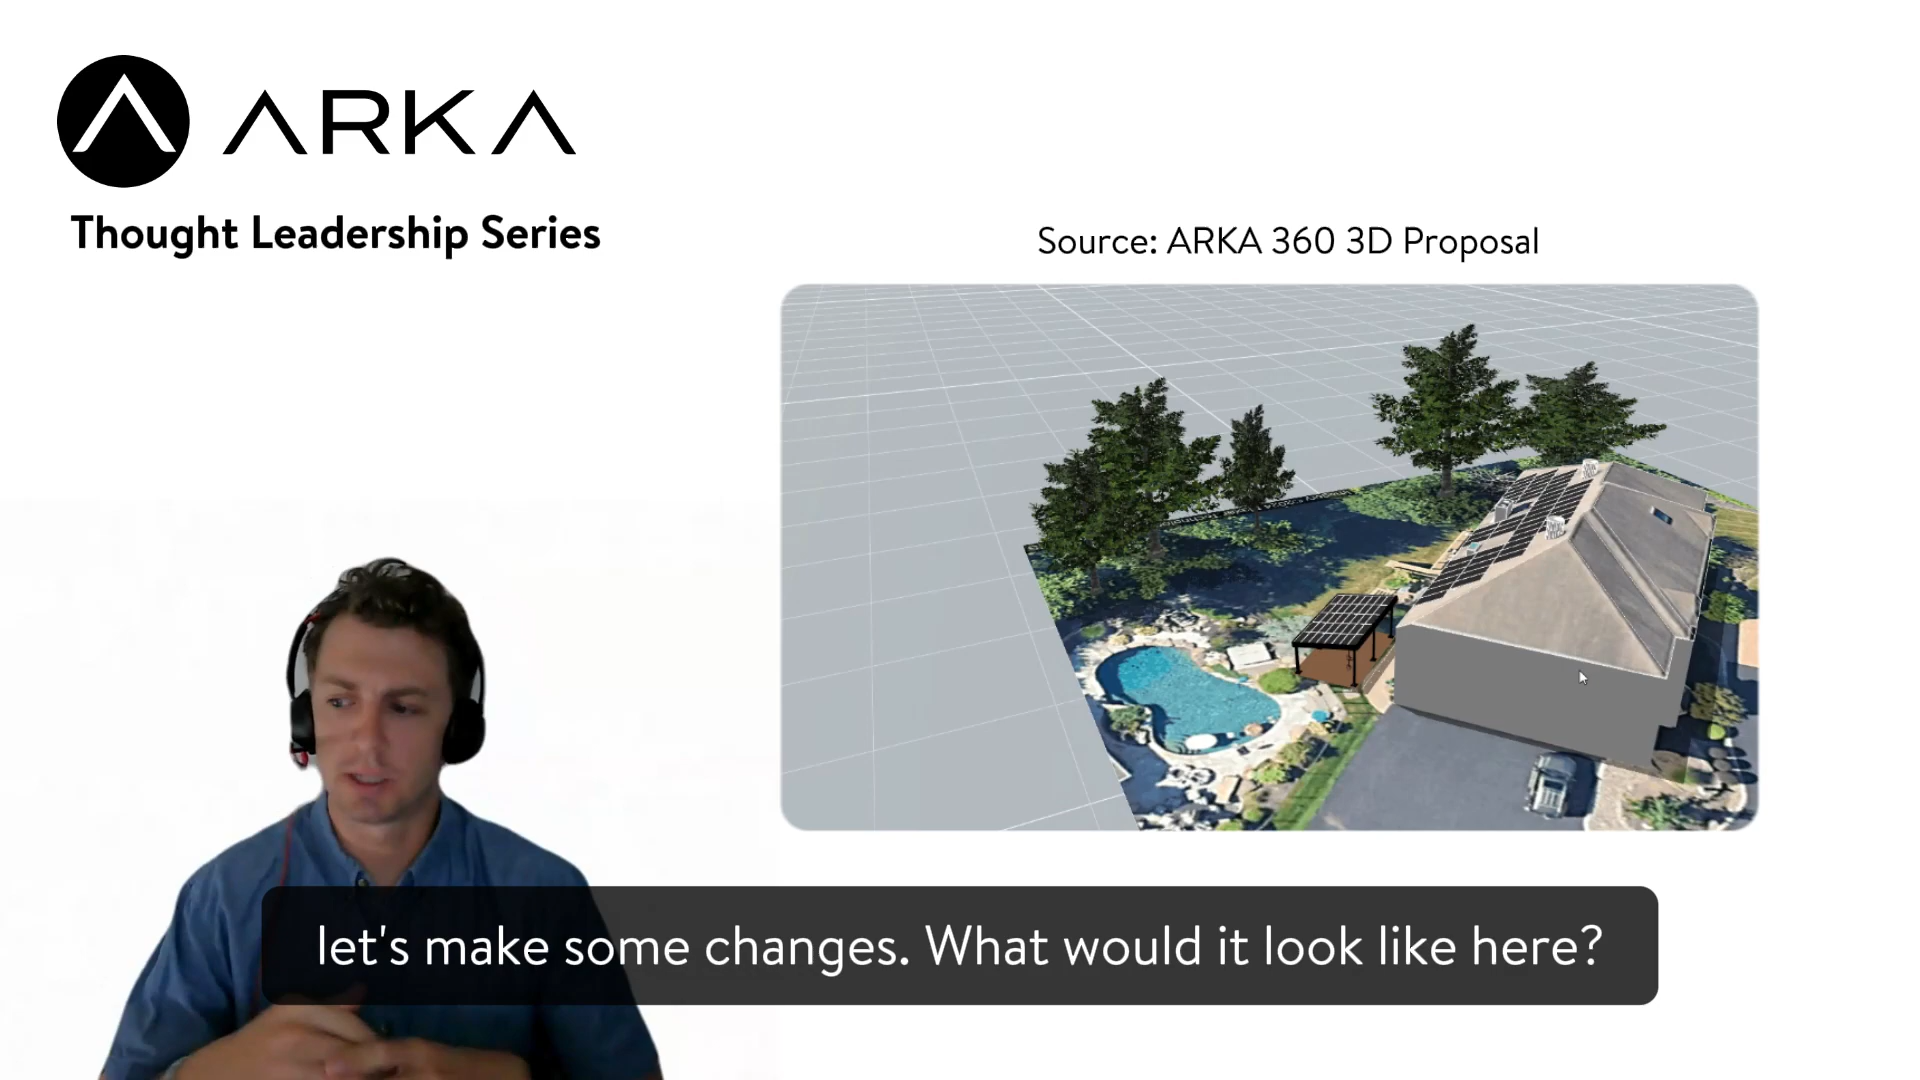 ARKA
Thought Leadership Series
Source: ARKA 360 3D Proposal
let's make some changes. What would it look like here?